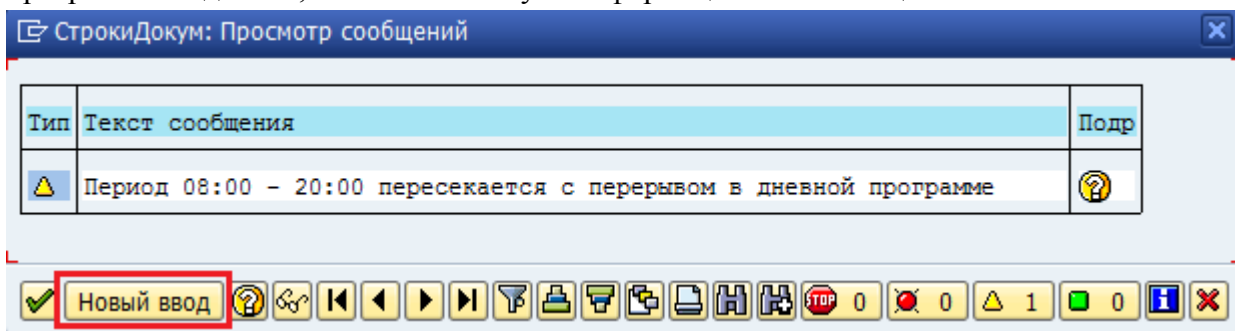 СтрокиДокум: Просмотр сообщений
Тип Текст сообщения Подр
Период 08:00 - 20:00 пересекается с перерывом в дневной программе
Новый ввод STOP 0 0 1 0